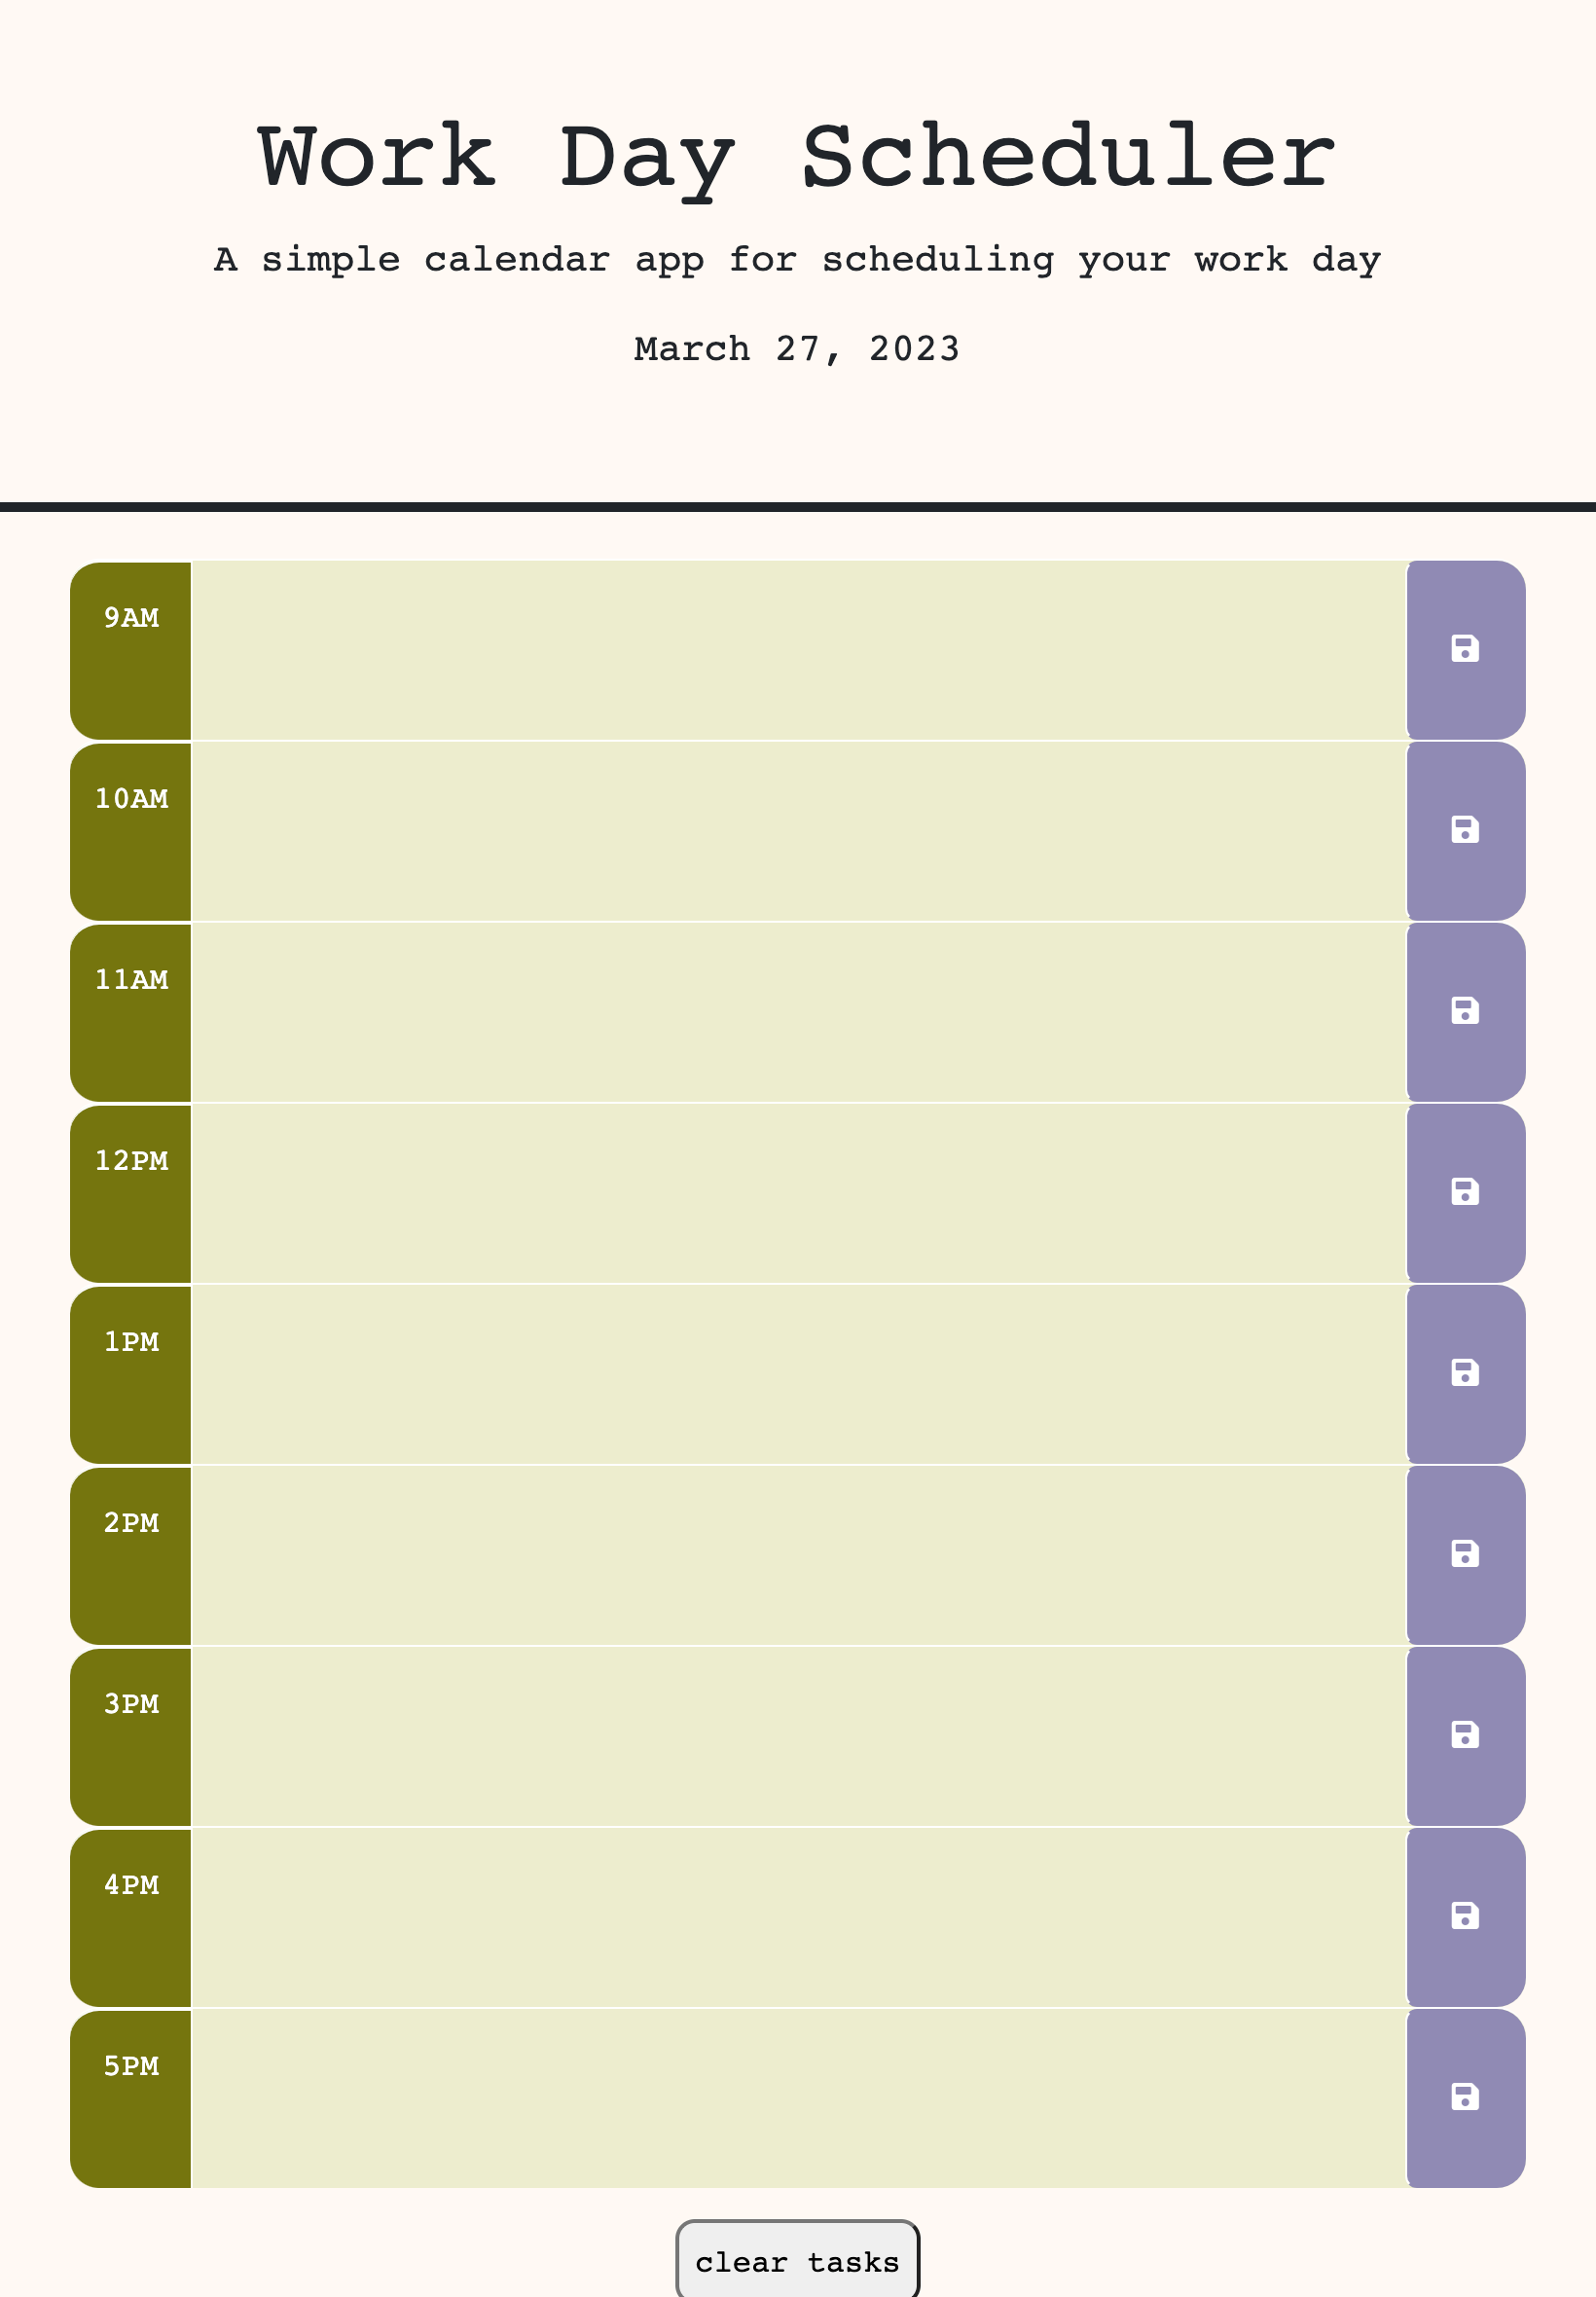 Work Day Scheduler
A simple calendar app for scheduling your work day
March 27, 2023
9AM
10AM
11AM
12PM
1PM
2PM
3PM
4PM
5PM
clear tasks